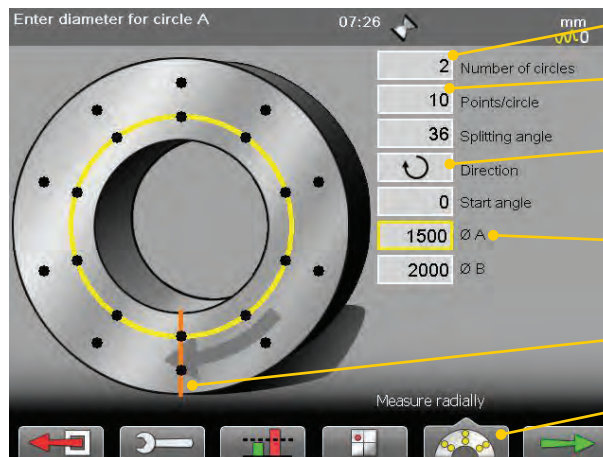 Enter diameter for circle A 07:26 mm
0
2 Number of circles
10 Points/circle
36 Splitting angle
Direction
0 Start angle
1500 Ø A
2000 Ø B
Measure radially